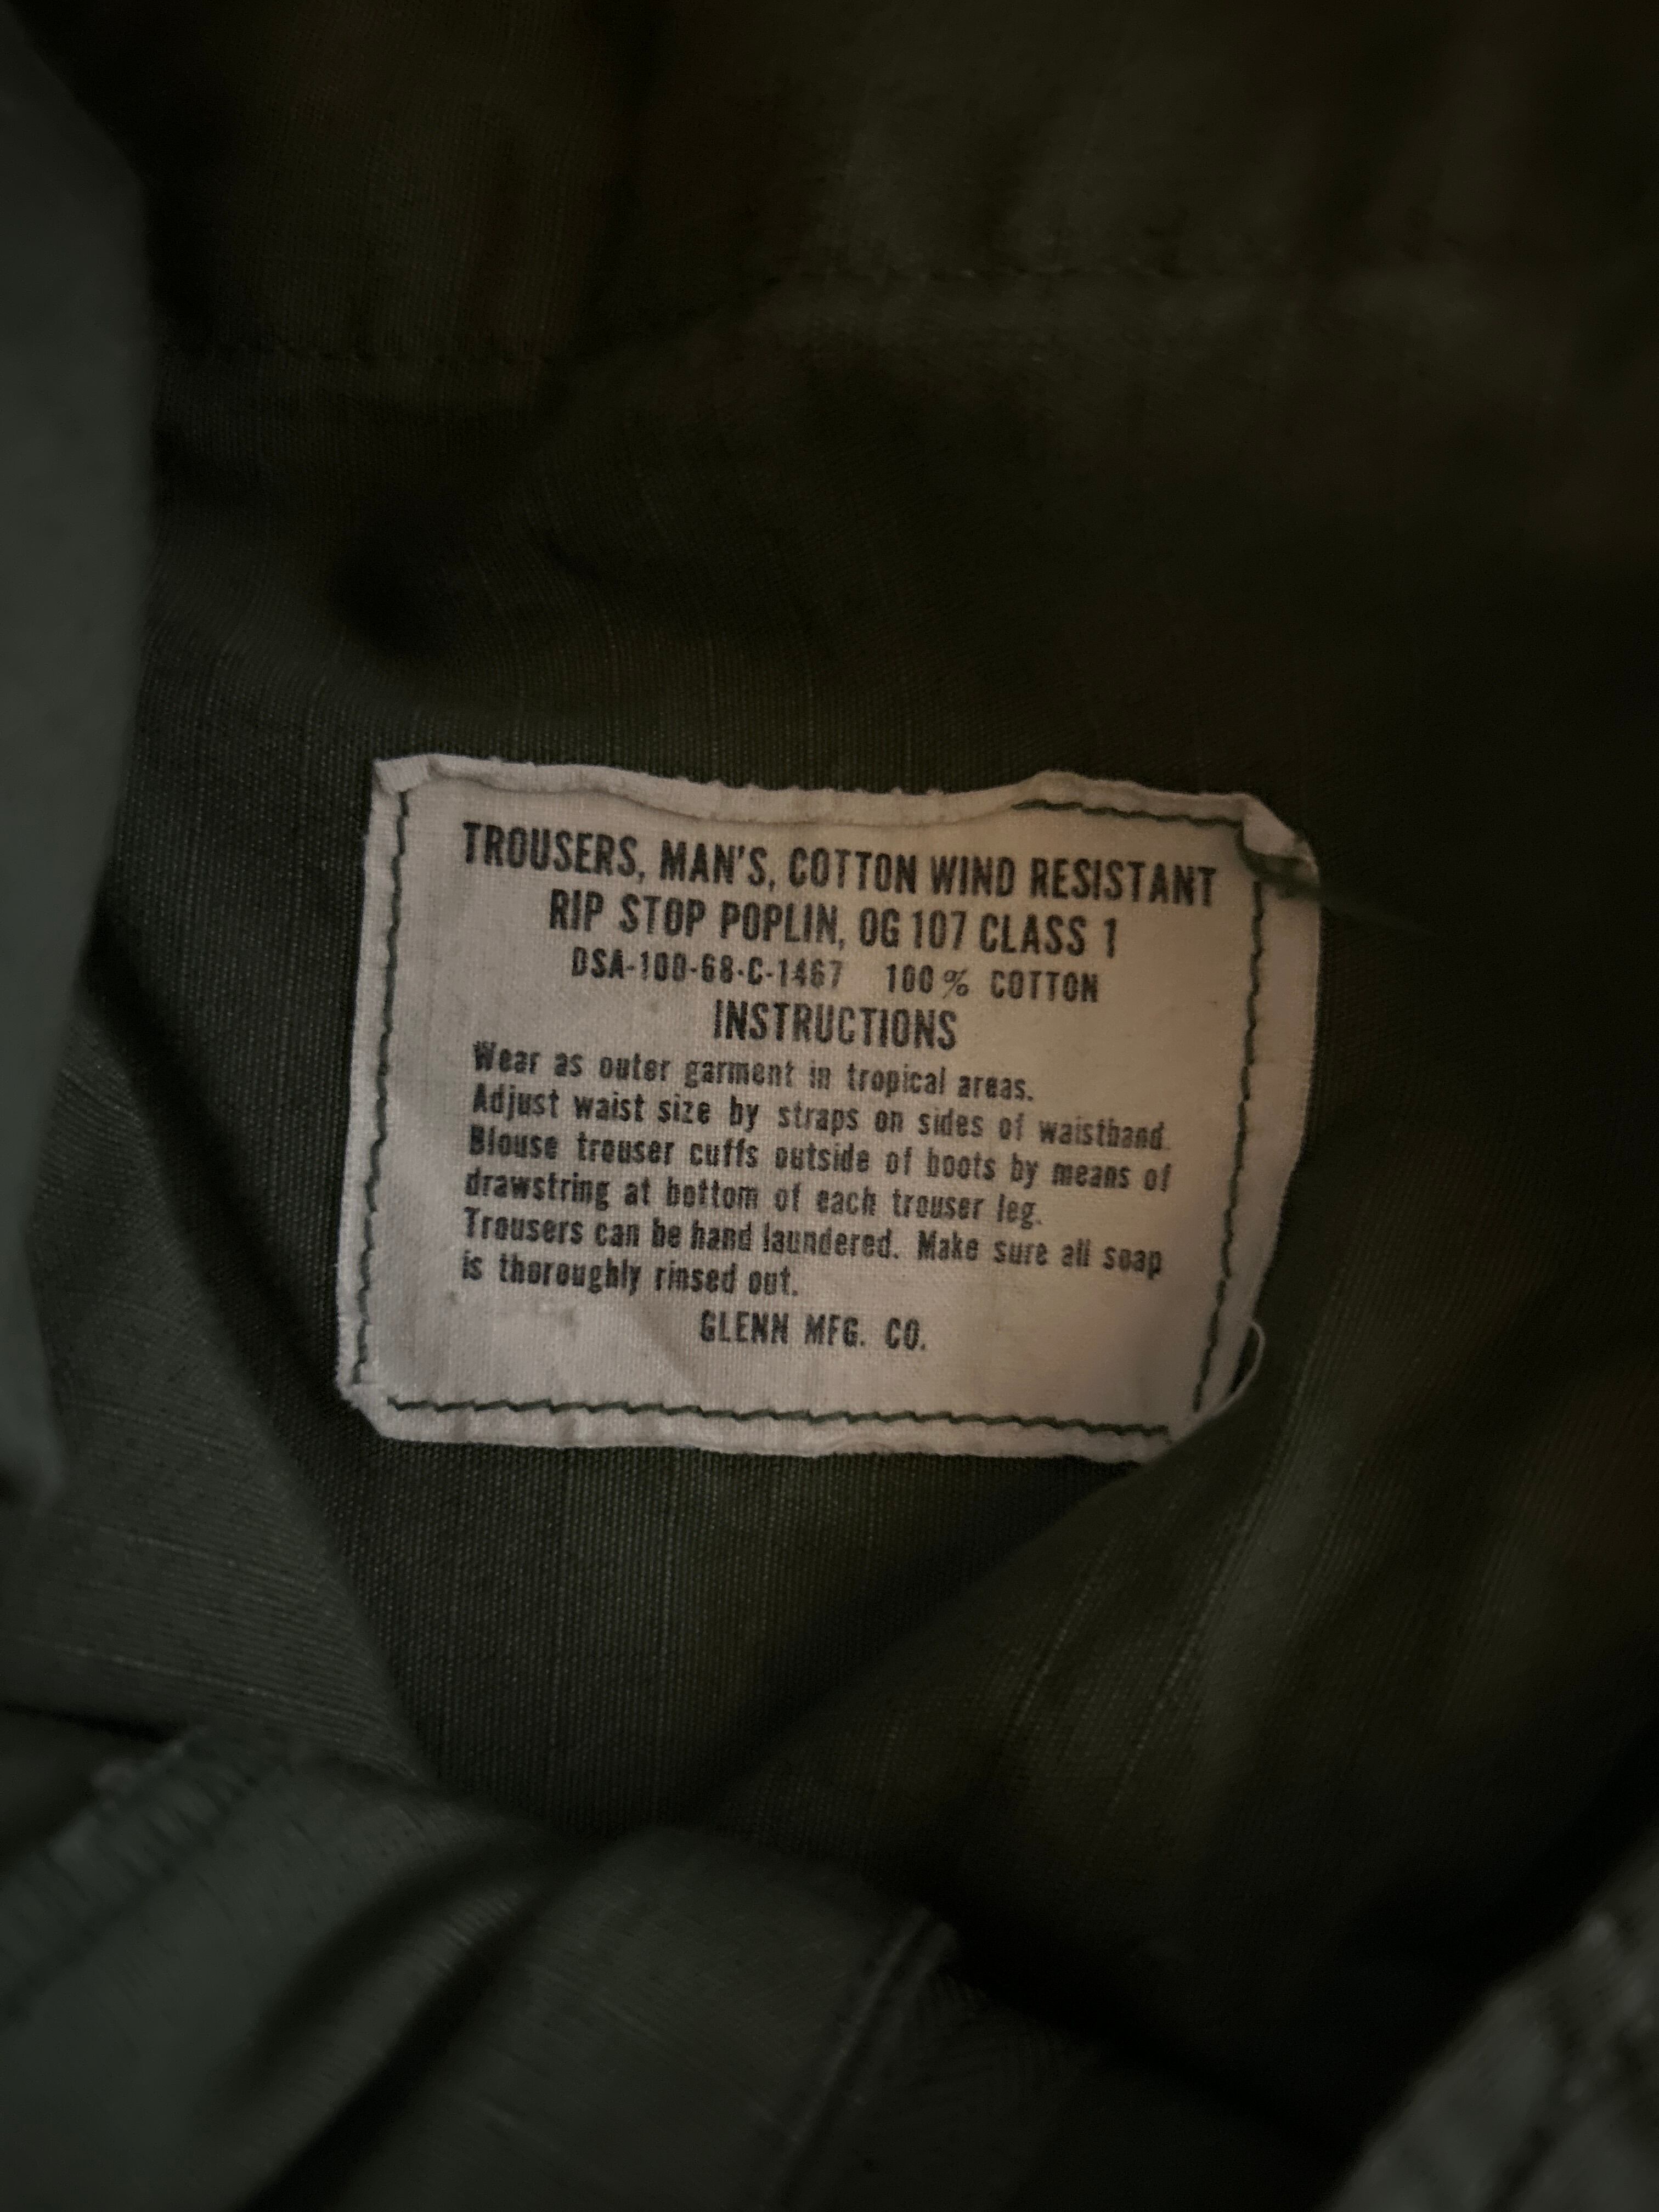 TROUSERS, MAN'S, COTTON WIND RESISTANT
RIP STOP POPLIN, OG 107 CLASS 1
DSA-100-68-C-1467 100% COTTON
INSTRUCTIONS
Wear as outer garment in tropical areas.
Adjust waist size by straps on sides of waistband.
Blouse trouser cuffs outside of boots by means of
drawstring at bottom of each trouser leg.
Trousers can be hand laundered. Make sure all soap
is thoroughly rinsed out.
GLENN MFG. CO.